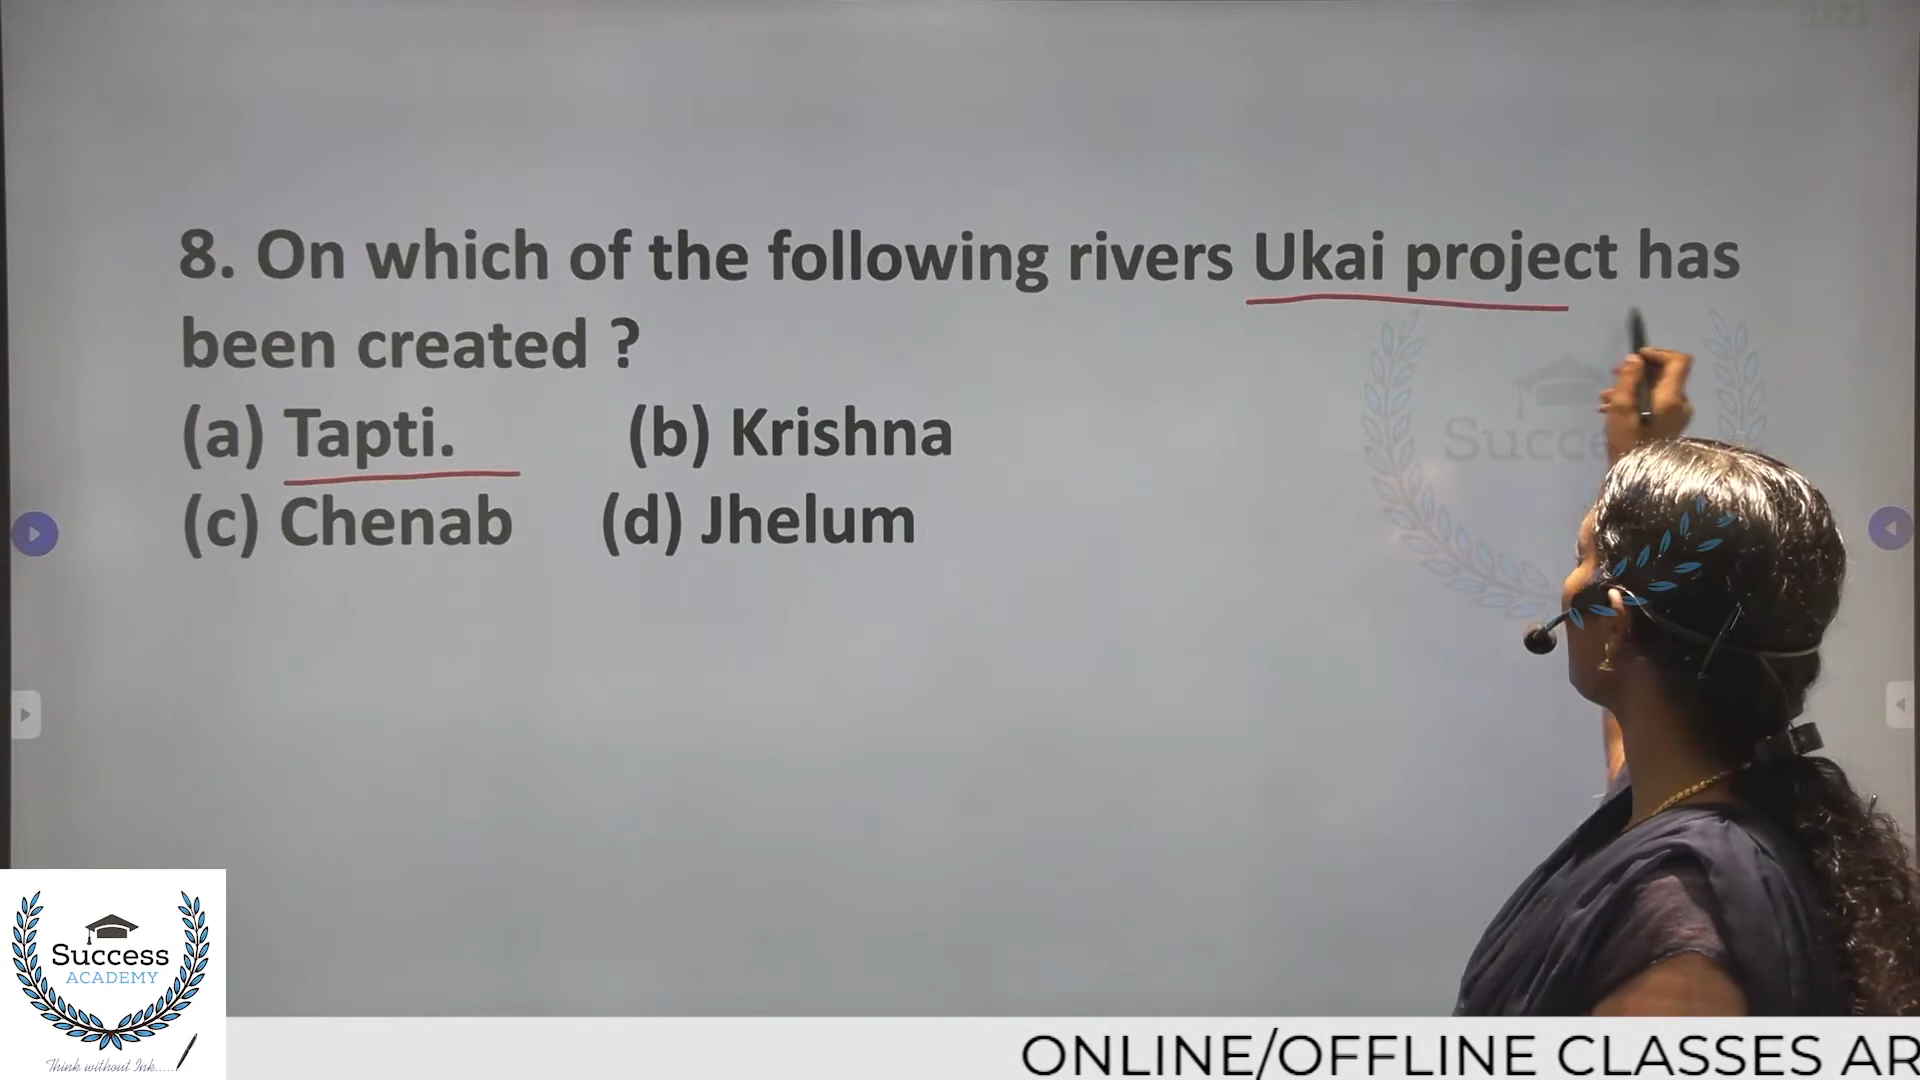 8. On which of the following rivers Ukai project has
been created ?
(a) Tapti. (b) Krishna
(c) Chenab (d) Jhelum
Succe
Success
ACADEMY
Think without Ink.....
ONLINE/OFFLINE CLASSES AR